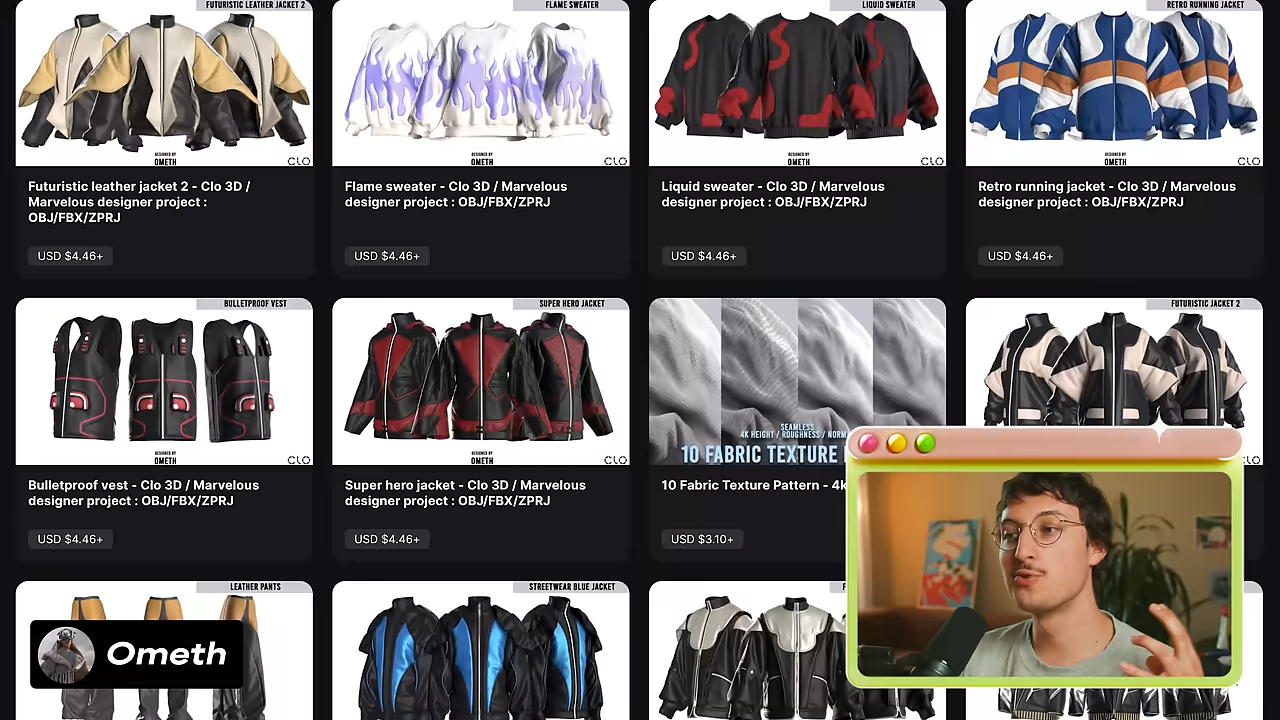 FUTURISTIC LEATHER JACKET 2
FLAME SWEATER
LIQUID SWEATER
RETRO RUNNING JACKET
DESIGNED BY
OMETH
CLO
DESIGNED BY
OMETH
CLO
DESIGNED BY
OMETH
CLO
DESIGNED BY
OMETH
CLO
Futuristic leather jacket 2 - Clo 3D /
Marvelous designer project :
OBJ/FBX/ZPRJ
Flame sweater - Clo 3D / Marvelous
designer project : OBJ/FBX/ZPRJ
Liquid sweater - Clo 3D / Marvelous
designer project : OBJ/FBX/ZPRJ
Retro running jacket - Clo 3D / Marvelous
designer project : OBJ/FBX/ZPRJ
USD $4.46+
USD $4.46+
USD $4.46+
USD $4.46+
BULLETPROOF VEST
SUPER HERO JACKET
FUTURISTIC JACKET 2
DESIGNED BY
OMETH
CLO
DESIGNED BY
OMETH
CLO
SEAMLESS
4K HEIGHT / ROUGHNESS / NORM
10 FABRIC TEXTURE
Bulletproof vest - Clo 3D / Marvelous
designer project : OBJ/FBX/ZPRJ
Super hero jacket - Clo 3D / Marvelous
designer project : OBJ/FBX/ZPRJ
10 Fabric Texture Pattern - 4k
USD $4.46+
USD $4.46+
USD $3.10+
LEATHER PANTS
STREETWEAR BLUE JACKET
Ometh